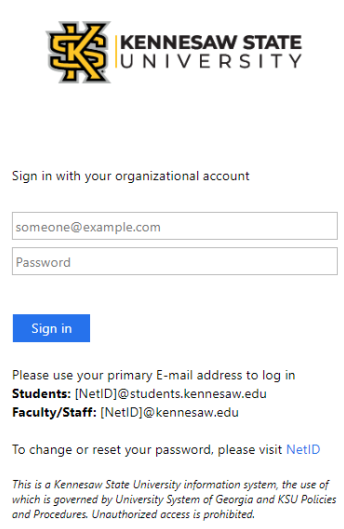 KS
KENNESAW STATE
UNIVERSITY
Sign in with your organizational account
someone@example.com
Password
Sign in
Please use your primary E-mail address to log in
Students: [NetID]@students.kennesaw.edu
Faculty/Staff: [NetID]@kennesaw.edu
To change or reset your password, please visit NetID
This is a Kennesaw State University information system, the use of
which is governed by University System of Georgia and KSU Policies
and Procedures. Unauthorized access is prohibited.